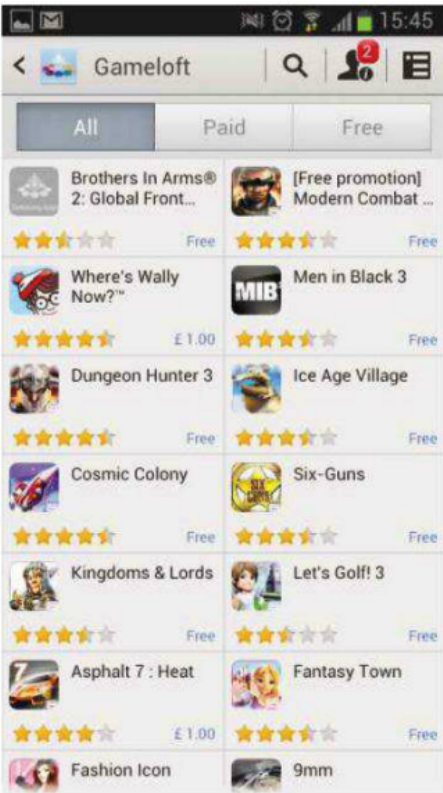 15:45
Gameloft
2
All
Paid
Free
Brothers In Arms®
2: Global Front...
Free
[Free promotion]
Modern Combat ...
Free
Where's Wally
Now?™
£1.00
MIB
Men in Black 3
Free
Dungeon Hunter 3
Free
Ice Age Village
Free
Cosmic Colony
Free
SIX
GUNS
Six-Guns
Free
Kingdoms & Lords
Free
Let's Golf! 3
Free
7
Asphalt 7 : Heat
£1.00
Fantasy Town
Free
Fashion Icon
9mm